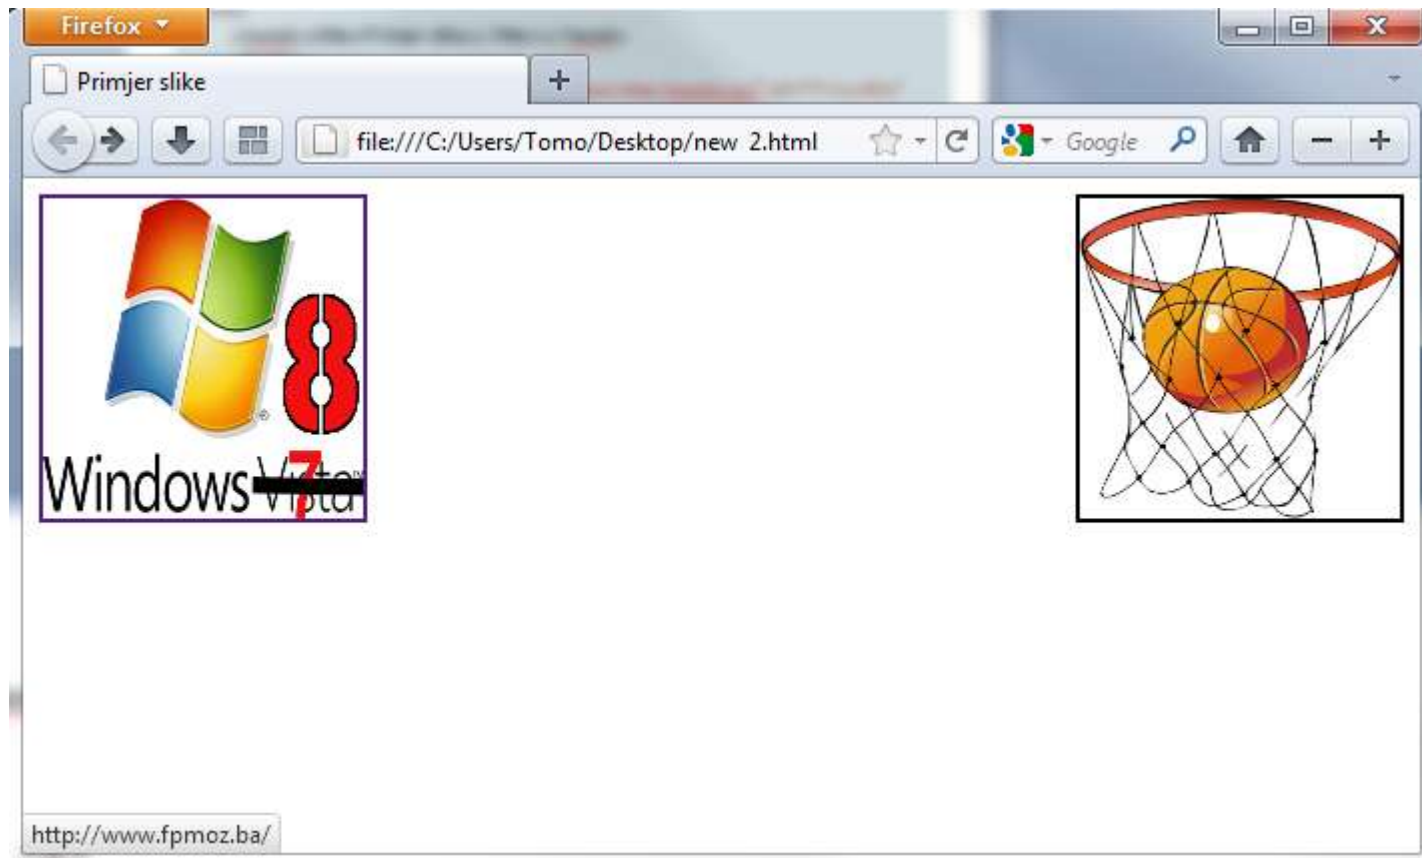 Firefox
Primjer slike
file:///C:/Users/Tomo/Desktop/new 2.html
Google
8
®
Windows Vista
7
http://www.fpmoz.ba/